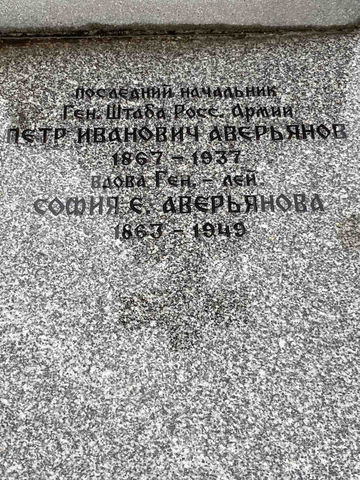 последний начальник
Ген. Штаба Росс. Армии
ПЕТР ИВАНОВИЧ АВЕРЬЯНОВ
1867 – 1937
вдова Ген. – лей.
СОФИЯ Е. АВЕРЬЯНОВА
1863 – 1949